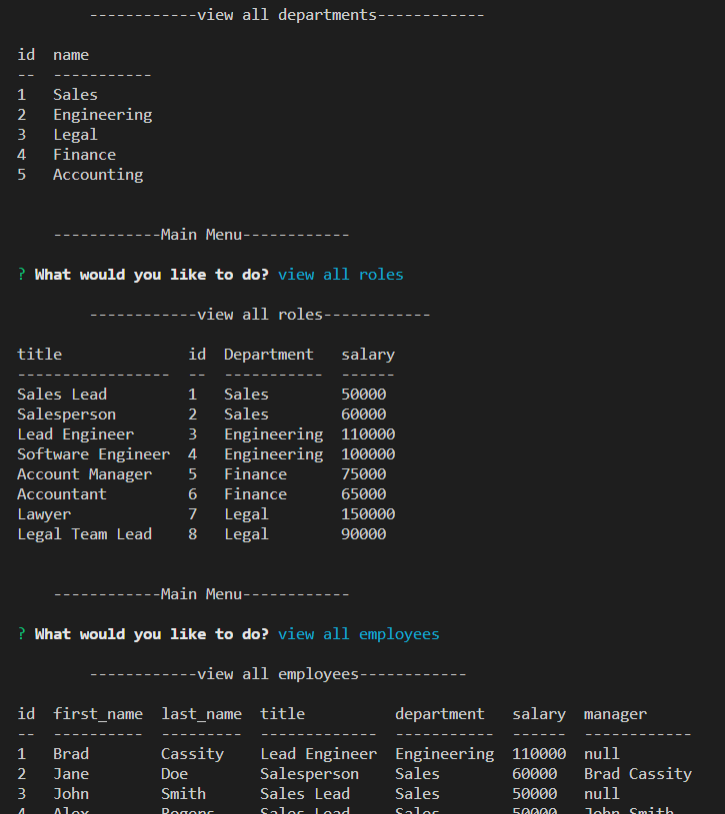 ------------view all departments------------
id  name
--  -----------
1   Sales
2   Engineering
3   Legal
4   Finance
5   Accounting
------------Main Menu------------
? What would you like to do? view all roles
------------view all roles------------
title              id  Department   salary
-----------------  --  -----------  ------
Sales Lead         1   Sales        50000
Salesperson        2   Sales        60000
Lead Engineer      3   Engineering  110000
Software Engineer  4   Engineering  100000
Account Manager    5   Finance      75000
Accountant         6   Finance      65000
Lawyer             7   Legal        150000
Legal Team Lead    8   Legal        90000
------------Main Menu------------
? What would you like to do? view all employees
------------view all employees------------
id  first_name  last_name  title          department   salary  manager
--  ----------  ---------  -------------  -----------  ------  ------------
1   Brad        Cassity    Lead Engineer  Engineering  110000  null
2   Jane        Doe        Salesperson    Sales        60000   Brad Cassity
3   John        Smith      Sales Lead     Sales        50000   null
4   Alex        Rogers     Sales Lead     Sales        50000   John Smith